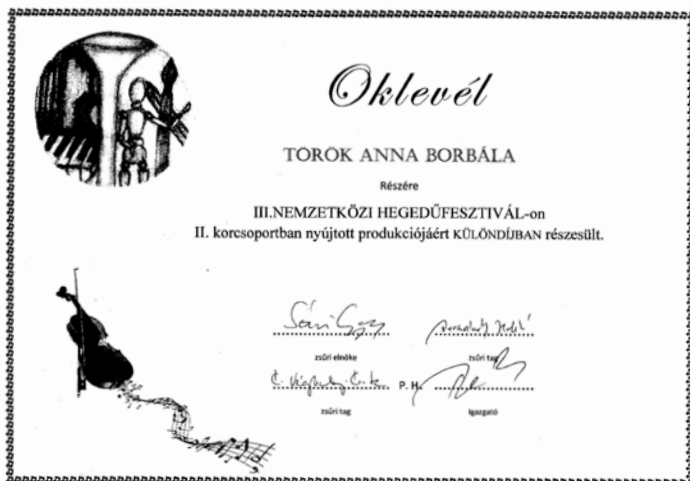 Oklevél
TÖRÖK ANNA BORBÁLA
Részére
III.NEMZETKÖZI HEGEDŰFESZTIVÁL-on
II. korcsoportban nyújtott produkciójáért KÜLÖNDÍJBAN részesült.
zsűri elnöke
zsűri tag
P. H.
zsűri tag
Igazgató